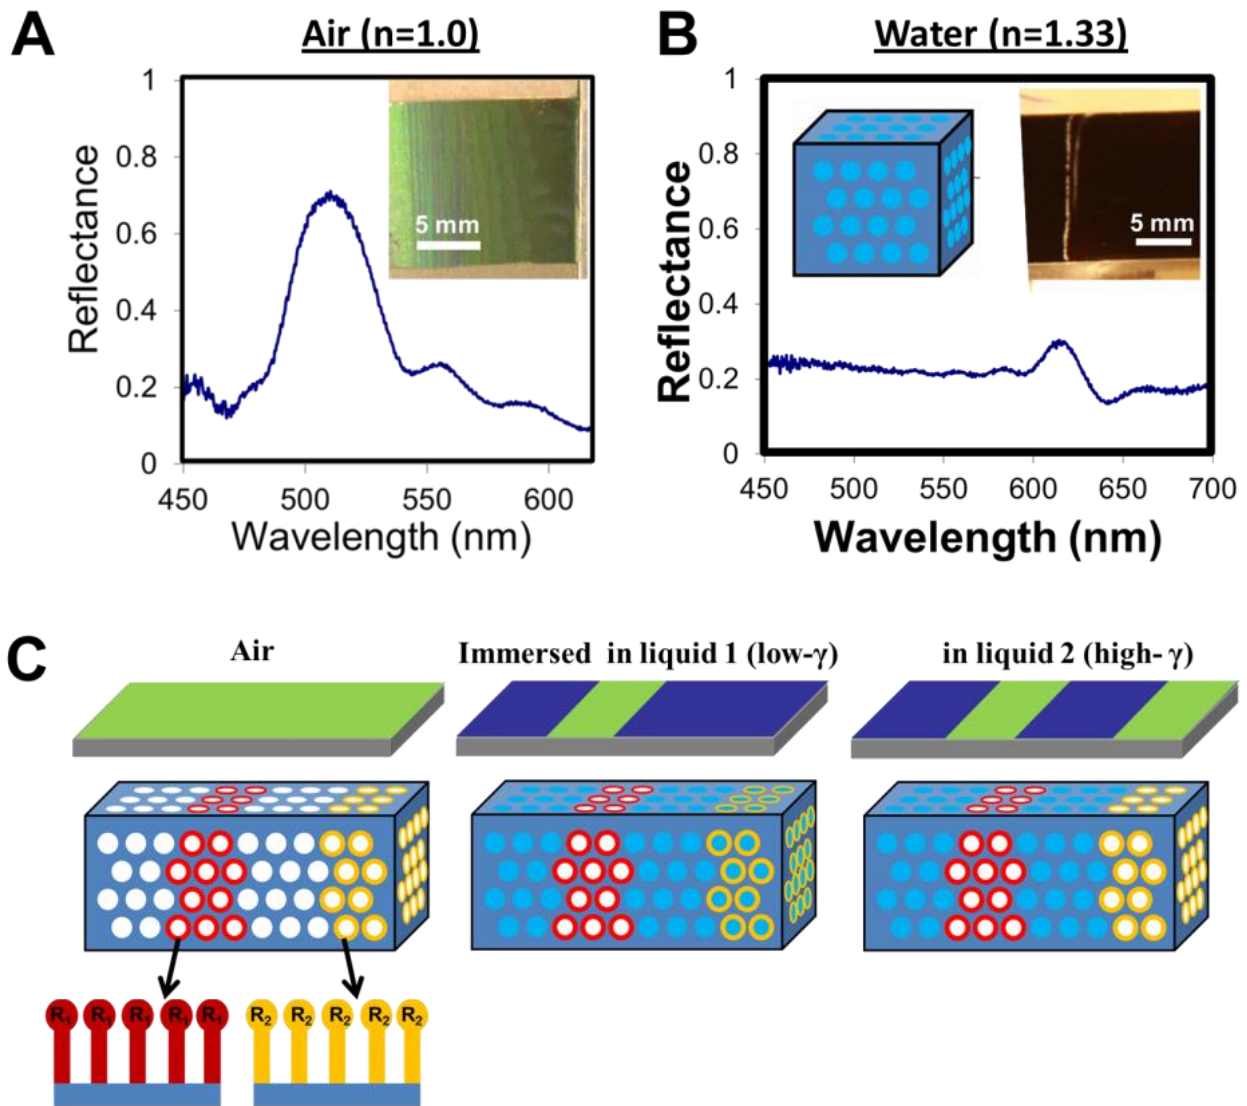 A
Air (n=1.0)
Reflectance
1
0.8
0.6
0.4
0.2
0
5 mm
450 500 550 600
Wavelength (nm)
B
Water (n=1.33)
Reflectance
1
0.8
0.6
0.4
0.2
0
5 mm
450 500 550 600 650 700
Wavelength (nm)
C
Air
Immersed in liquid 1 (low-γ)
in liquid 2 (high- γ)
R1 R1 R1 R1 R1
R2 R2 R2 R2 R2